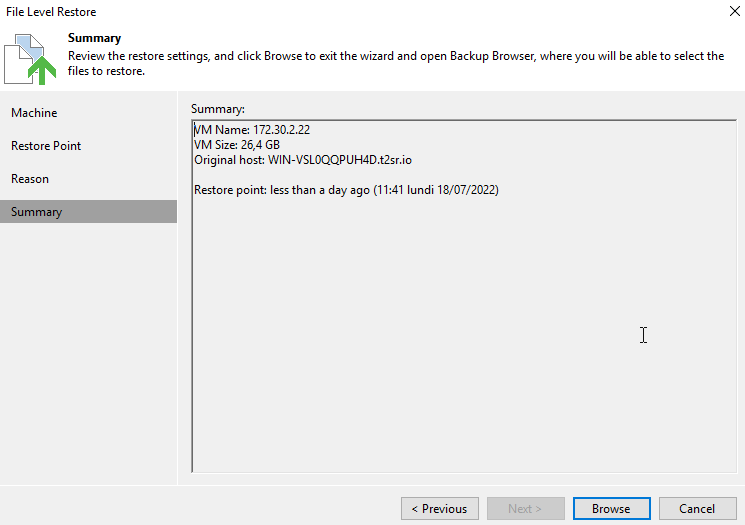 File Level Restore
Summary
Review the restore settings, and click Browse to exit the wizard and open Backup Browser, where you will be able to select the
files to restore.
Machine
Restore Point
Reason
Summary
Summary:
VM Name: 172.30.2.22
VM Size: 26,4 GB
Original host: WIN-VSL0QQPUH4D.t2sr.io
Restore point: less than a day ago (11:41 lundi 18/07/2022)
< Previous
Next >
Browse
Cancel